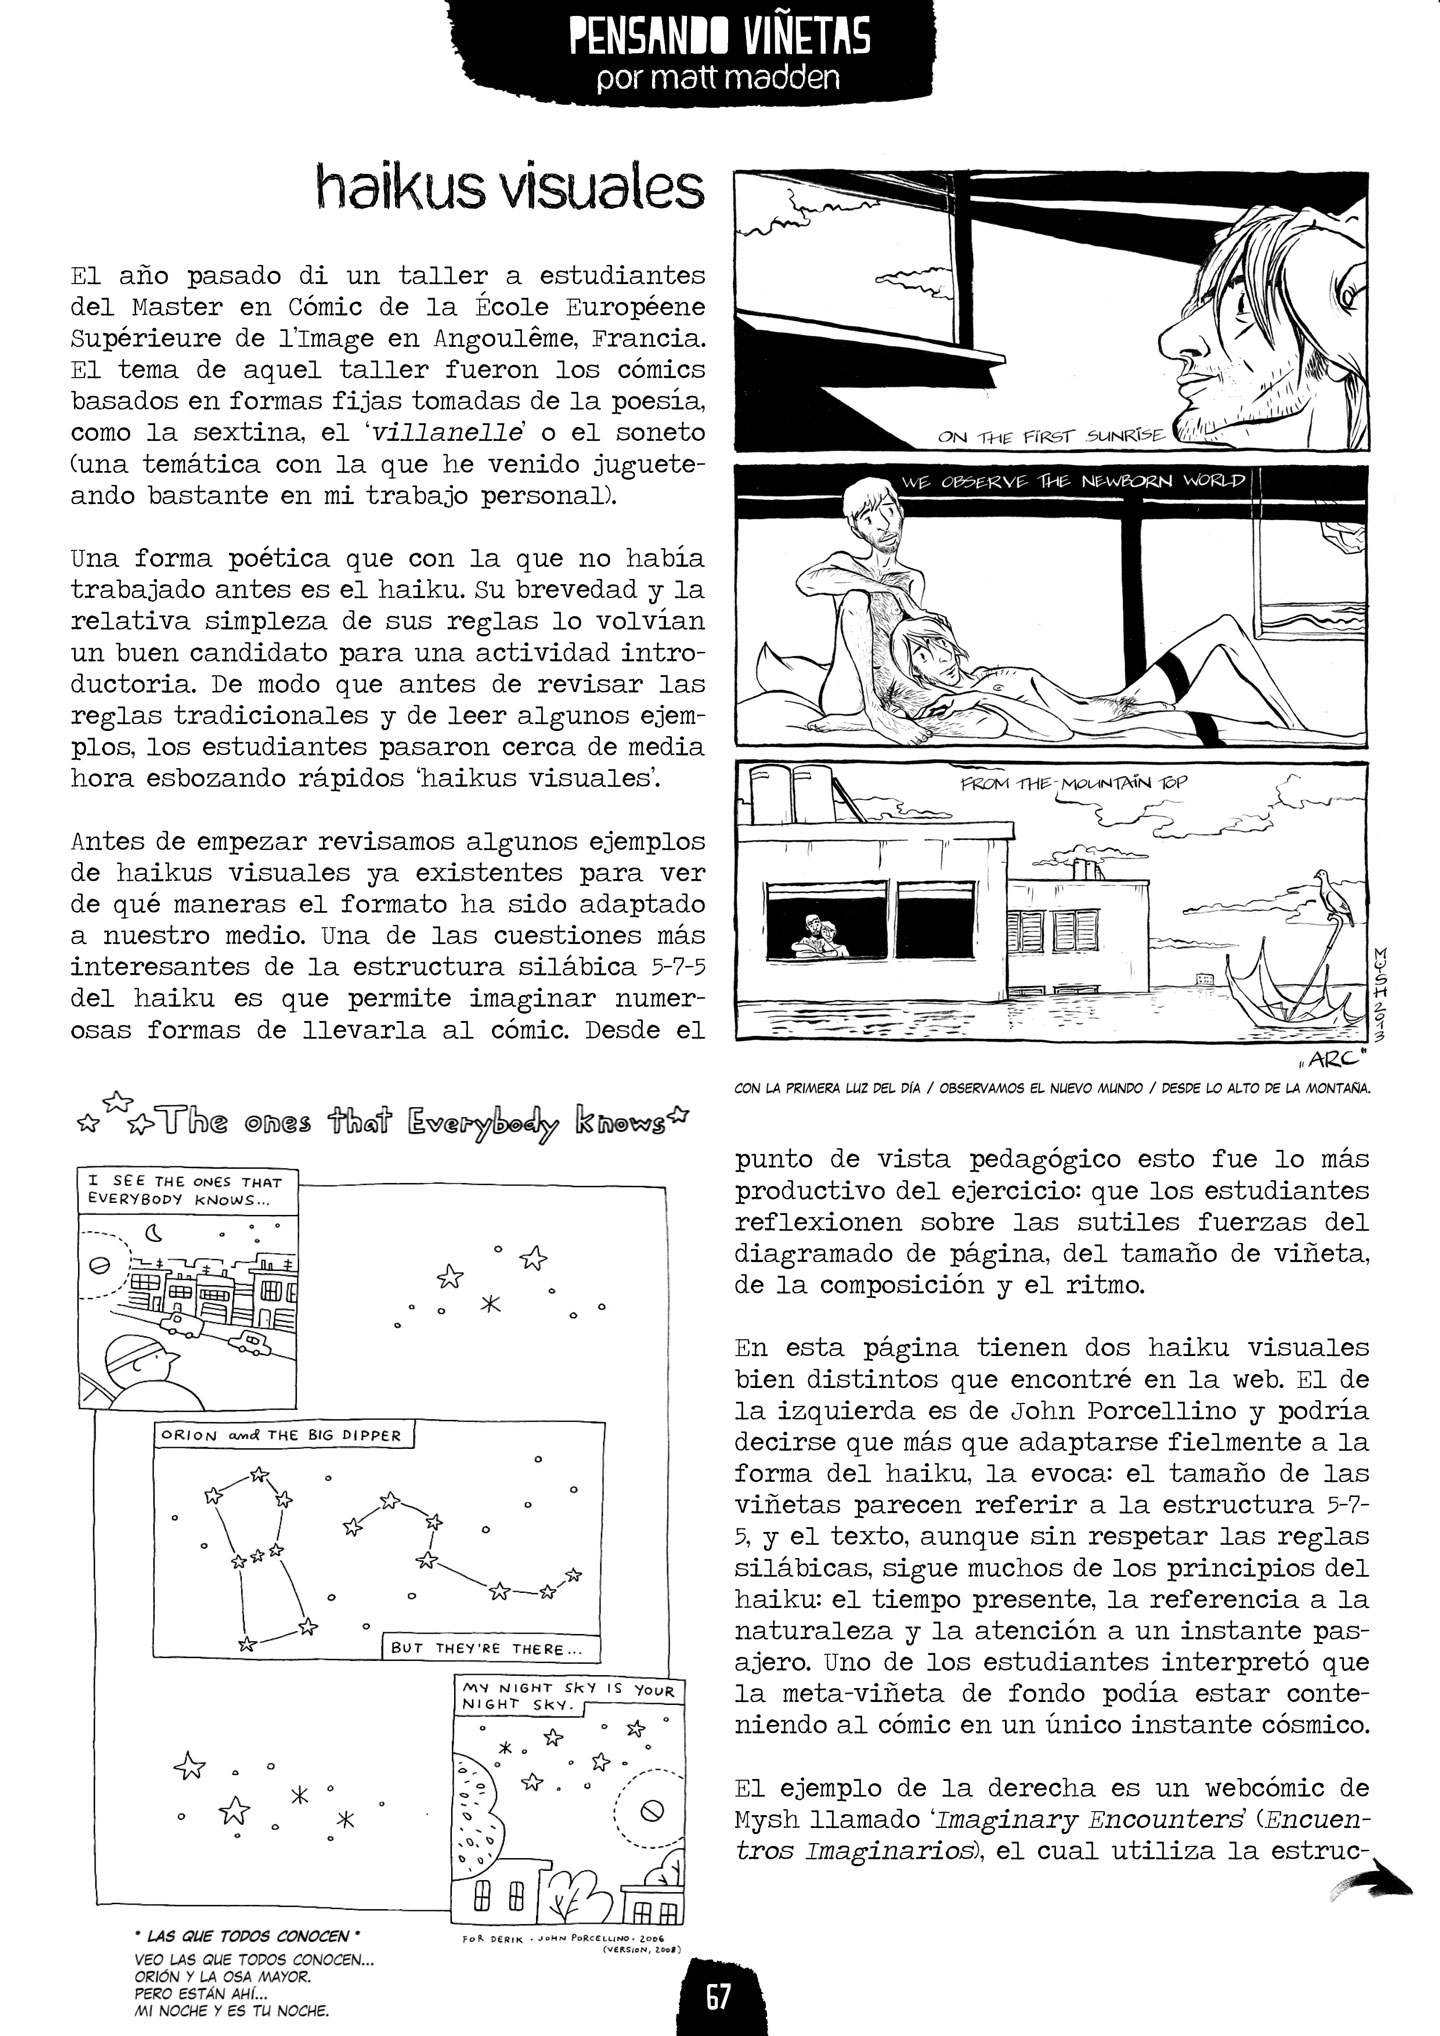 PENSANDO VIÑETAS
por matt madden
haikus visuales
El año pasado di un taller a estudiantes
del Master en Cómic de la École Européene
Supérieure de l'Image en Angoulême, Francia.
El tema de aquel taller fueron los cómics
basados en formas fijas tomadas de la poesía,
como la sextina, el ‘villanelle’ o el soneto
(una temática con la que he venido juguete-
ando bastante en mi trabajo personal).
Una forma poética que con la que no había
trabajado antes es el haiku. Su brevedad y la
relativa simpleza de sus reglas lo volvían
un buen candidato para una actividad intro-
ductoria. De modo que antes de revisar las
reglas tradicionales y de leer algunos ejem-
plos, los estudiantes pasaron cerca de media
hora esbozando rápidos ‘haikus visuales’.
Antes de empezar revisamos algunos ejemplos
de haikus visuales ya existentes para ver
de qué maneras el formato ha sido adaptado
a nuestro medio. Una de las cuestiones más
interesantes de la estructura silábica 5-7-5
del haiku es que permite imaginar numer-
osas formas de llevarla al cómic. Desde el
ON THE FIRST SUNRISE
WE OBSERVE THE NEWBORN WORLD
FROM THE MOUNTAIN TOP
MYSH 2013
„ARC"
CON LA PRIMERA LUZ DEL DÍA / OBSERVAMOS EL NUEVO MUNDO / DESDE LO ALTO DE LA MONTAÑA.
The ones that Everybody knows
I SEE THE ONES THAT
EVERYBODY KNOWS...
ORION and THE BIG DIPPER
BUT THEY'RE THERE...
MY NIGHT SKY IS YOUR
NIGHT SKY.
FOR DERIK · JOHN PORCELLINO · 2006
(VERSION, 2008)
* LAS QUE TODOS CONOCEN *
VEO LAS QUE TODOS CONOCEN...
ORIÓN Y LA OSA MAYOR.
PERO ESTÁN AHÍ...
MI NOCHE Y ES TU NOCHE.
punto de vista pedagógico esto fue lo más
productivo del ejercicio: que los estudiantes
reflexionen sobre las sutiles fuerzas del
diagramado de página, del tamaño de viñeta,
de la composición y el ritmo.
En esta página tienen dos haiku visuales
bien distintos que encontré en la web. El de
la izquierda es de John Porcellino y podría
decirse que más que adaptarse fielmente a la
forma del haiku, la evoca: el tamaño de las
viñetas parecen referir a la estructura 5-7-
5, y el texto, aunque sin respetar las reglas
silábicas, sigue muchos de los principios del
haiku: el tiempo presente, la referencia a la
naturaleza y la atención a un instante pas-
ajero. Uno de los estudiantes interpretó que
la meta-viñeta de fondo podía estar conte-
niendo al cómic en un único instante cósmico.
El ejemplo de la derecha es un webcómic de
Mysh llamado ‘Imaginary Encounters’ (Encuen-
tros Imaginarios), el cual utiliza la estruc-
67